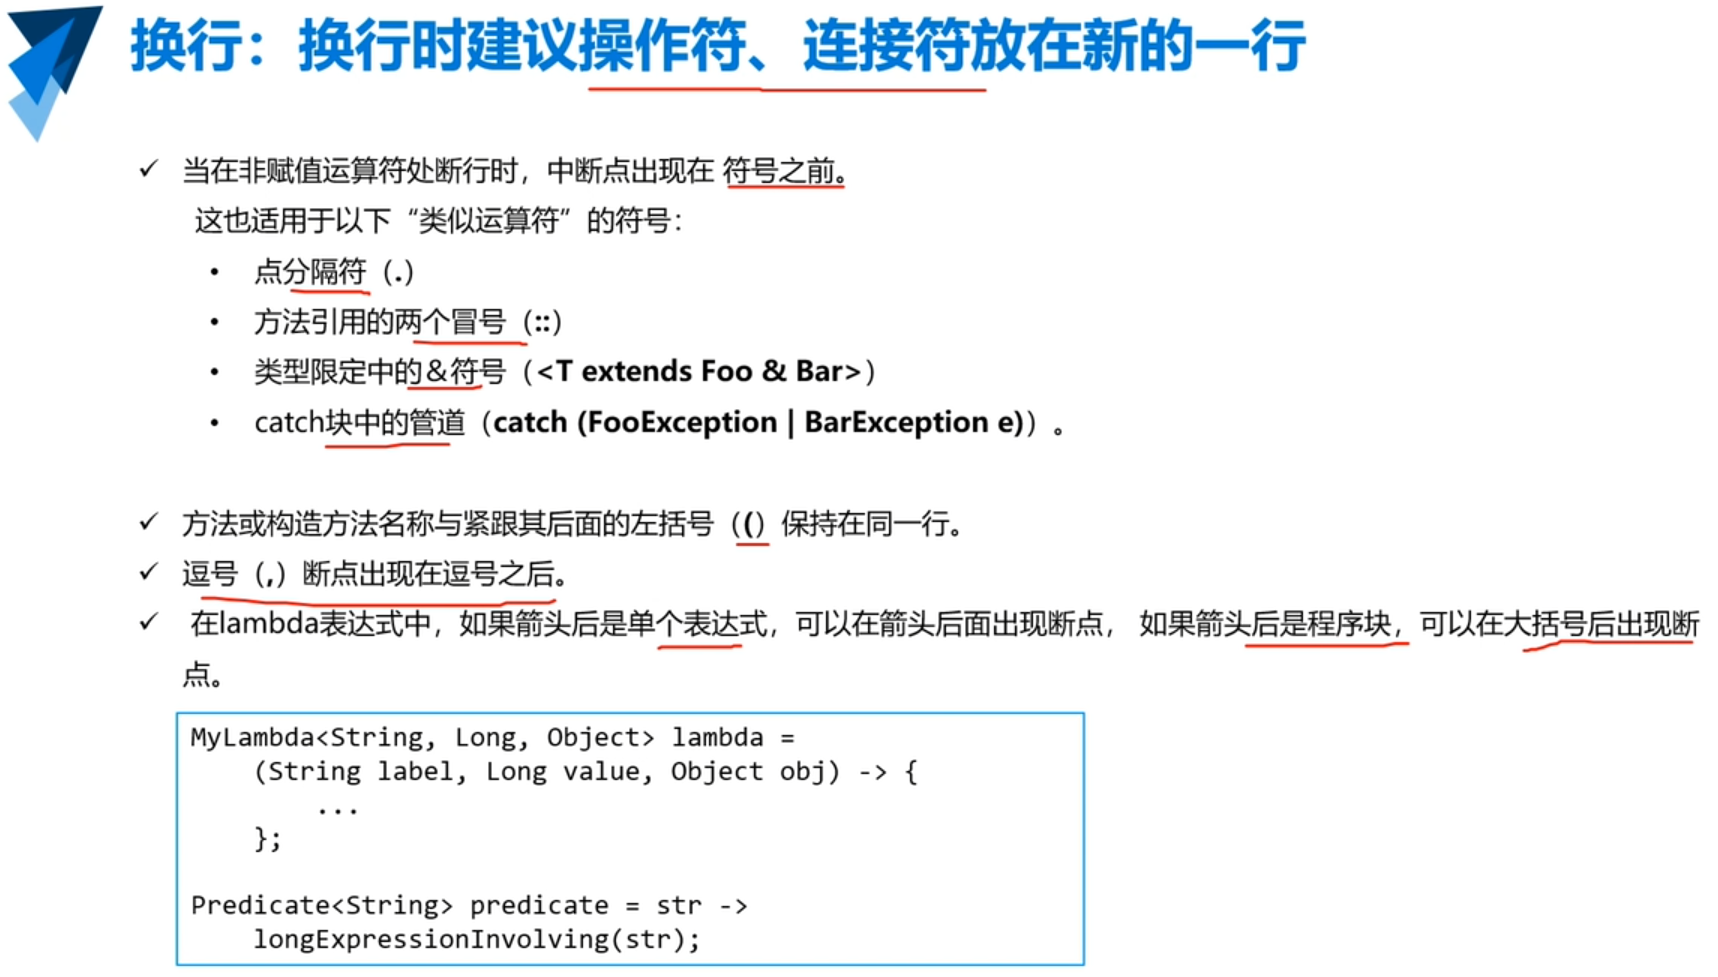 换行：换行时建议操作符、连接符放在新的一行
✓ 当在非赋值运算符处断行时，中断点出现在 符号之前。
这也适用于以下“类似运算符”的符号：
• 点分隔符（.）
• 方法引用的两个冒号（::）
• 类型限定中的＆符号（<T extends Foo & Bar>）
• catch块中的管道（catch (FooException | BarException e)）。
✓ 方法或构造方法名称与紧跟其后面的左括号（(）保持在同一行。
✓ 逗号（,）断点出现在逗号之后。
✓ 在lambda表达式中，如果箭头后是单个表达式，可以在箭头后面出现断点， 如果箭头后是程序块，可以在大括号后出现断
点。
MyLambda<String, Long, Object> lambda =
    (String label, Long value, Object obj) -> {
        ...
    };
Predicate<String> predicate = str ->
    longExpressionInvolving(str);